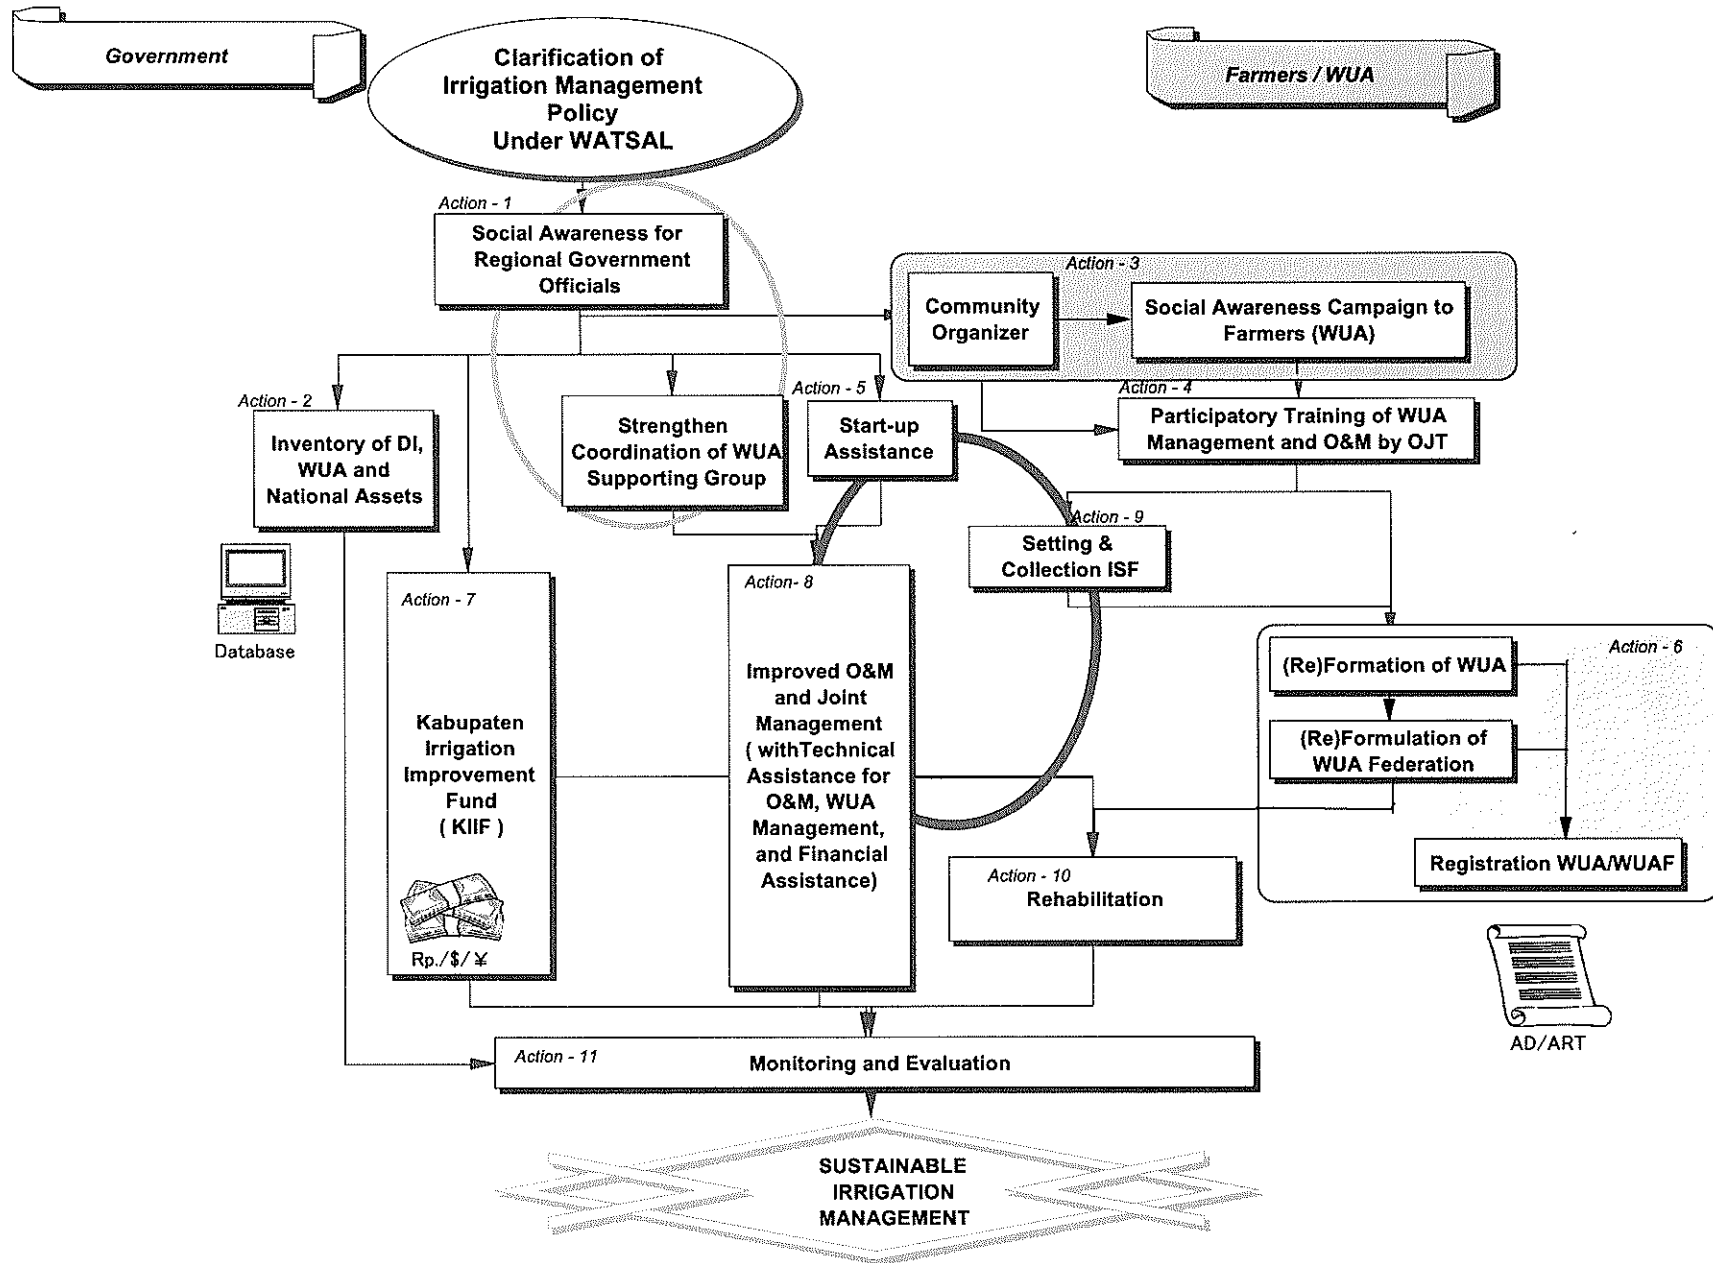 Government
Clarification of
Irrigation Management
Policy
Under WATSAL
Farmers / WUA
Action - 1
Social Awareness for
Regional Government
Officials
Action - 3
Community
Organizer
Social Awareness Campaign to
Farmers (WUA)
Action - 2
Inventory of DI,
WUA and
National Assets
Database
Strengthen
Coordination of WUA
Supporting Group
Action - 5
Start-up
Assistance
Action - 4
Participatory Training of WUA
Management and O&M by OJT
Action - 9
Setting &
Collection ISF
Action - 7
Kabupaten
Irrigation
Improvement
Fund
( KIIF )
Rp./$/¥
Action- 8
Improved O&M
and Joint
Management
( withTechnical
Assistance for
O&M, WUA
Management,
and Financial
Assistance)
Action - 6
(Re)Formation of WUA
(Re)Formulation of
WUA Federation
Registration WUA/WUAF
Action - 10
Rehabilitation
AD/ART
Action - 11
Monitoring and Evaluation
SUSTAINABLE
IRRIGATION
MANAGEMENT